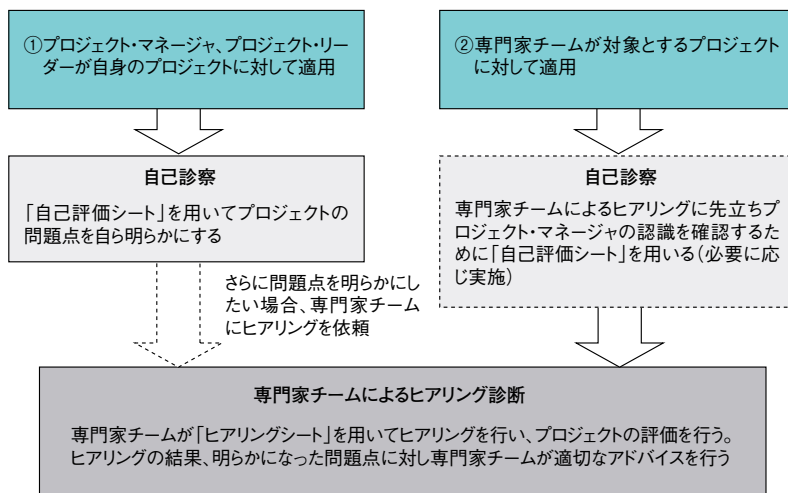 ①プロジェクト・マネージャ、プロジェクト・リー
ダーが自身のプロジェクトに対して適用
②専門家チームが対象とするプロジェクト
に対して適用
自己診察
「自己評価シート」を用いてプロジェクトの
問題点を自ら明らかにする
自己診察
専門家チームによるヒアリングに先立ちプ
ロジェクト・マネージャの認識を確認するた
めに「自己評価シート」を用いる(必要に応
じ実施)
さらに問題点を明らかにし
たい場合、専門家チーム
にヒアリングを依頼
専門家チームによるヒアリング診断
専門家チームが「ヒアリングシート」を用いてヒアリングを行い、プロジェクトの評価を行う。
ヒアリングの結果、明らかになった問題点に対し専門家チームが適切なアドバイスを行う